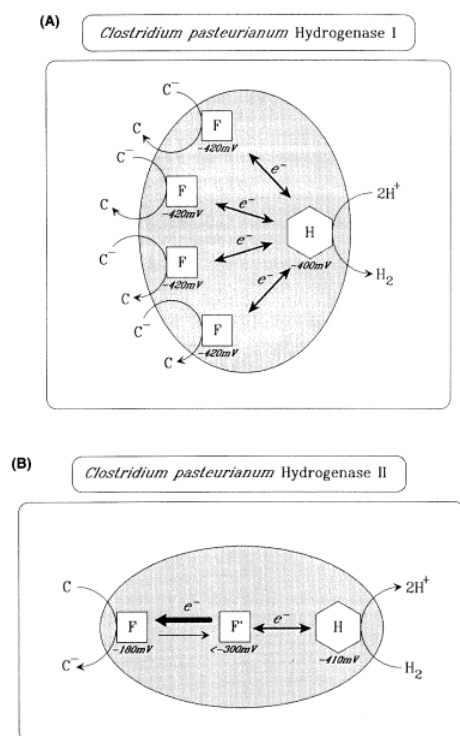 (A)
Clostridium pasteurianum Hydrogenase I
C⁻
F
C
-420mV
C⁻
e⁻
F
2H⁺
C
-420mV
e⁻
H
C⁻
e⁻
F
-400mV
H₂
C
-420mV
e⁻
C⁻
F
C
-420mV
(B)
Clostridium pasteurianum Hydrogenase II
C
2H⁺
e⁻
e⁻
F
F"
H
-180mV
<-300mV
-410mV
C⁻
H₂